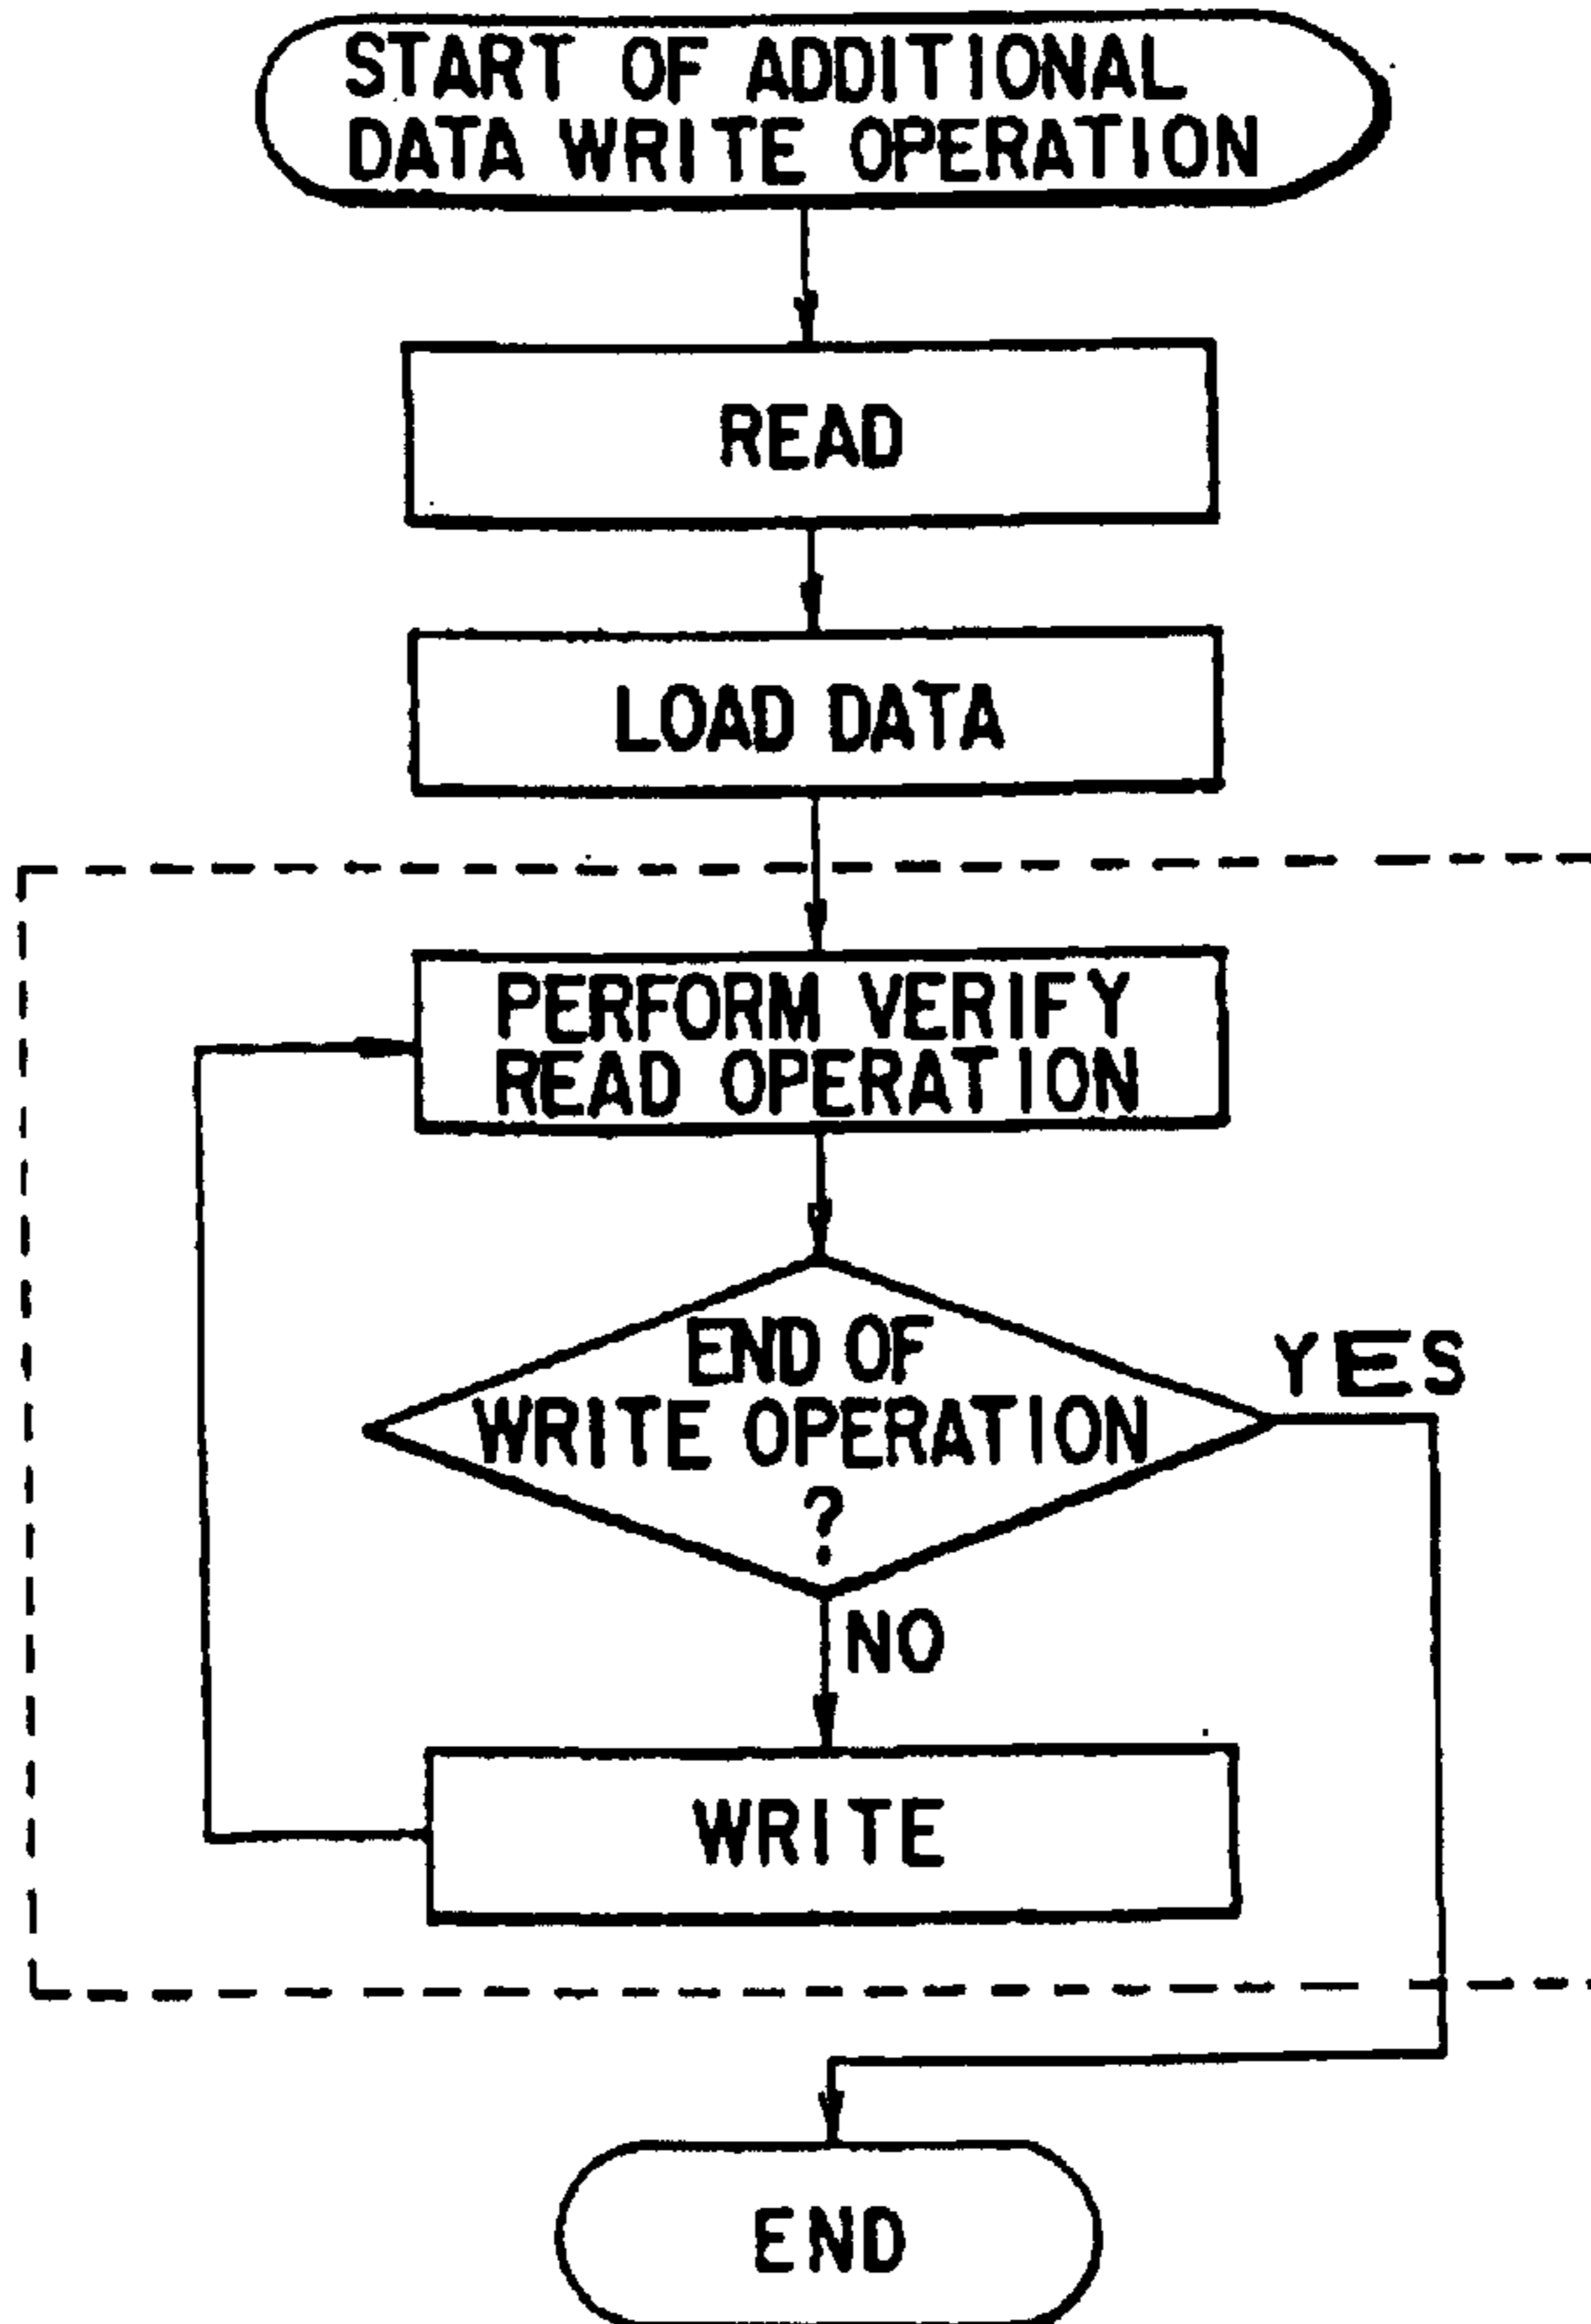 START OF ADDITIONAL
DATA WRITE OPERATION
READ
LOAD DATA
PERFORM VERIFY
READ OPERATION
END OF
WRITE OPERATION
?
YES
NO
WRITE
END